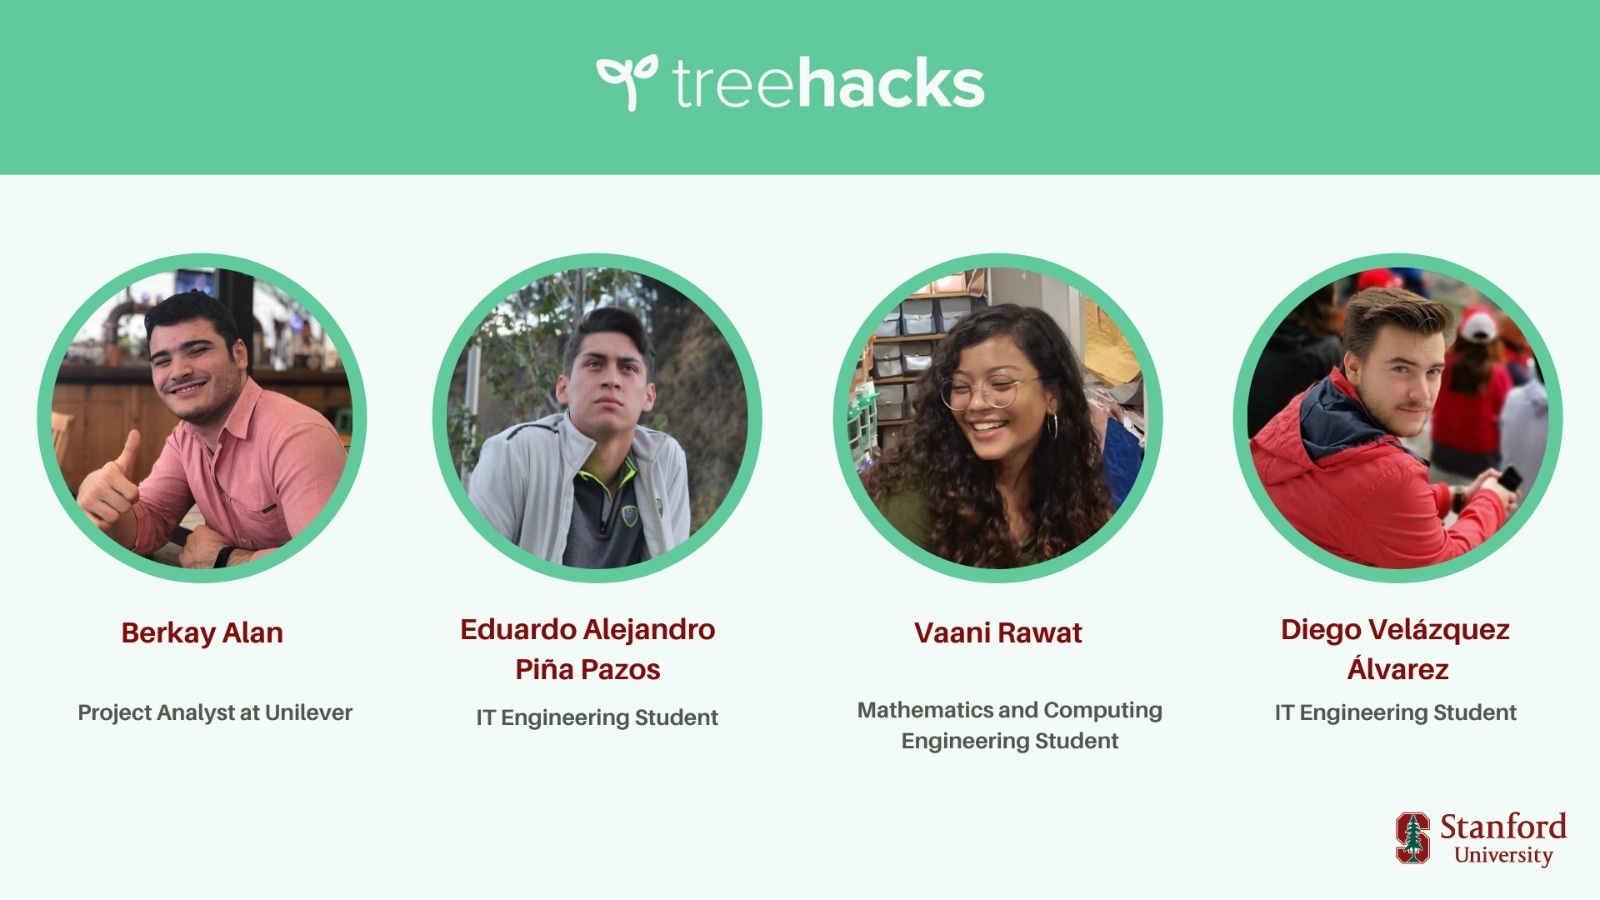 treehacks
Berkay Alan
Project Analyst at Unilever
Eduardo Alejandro
Piña Pazos
IT Engineering Student
Vaani Rawat
Mathematics and Computing
Engineering Student
Diego Velázquez
Álvarez
IT Engineering Student
Stanford
University